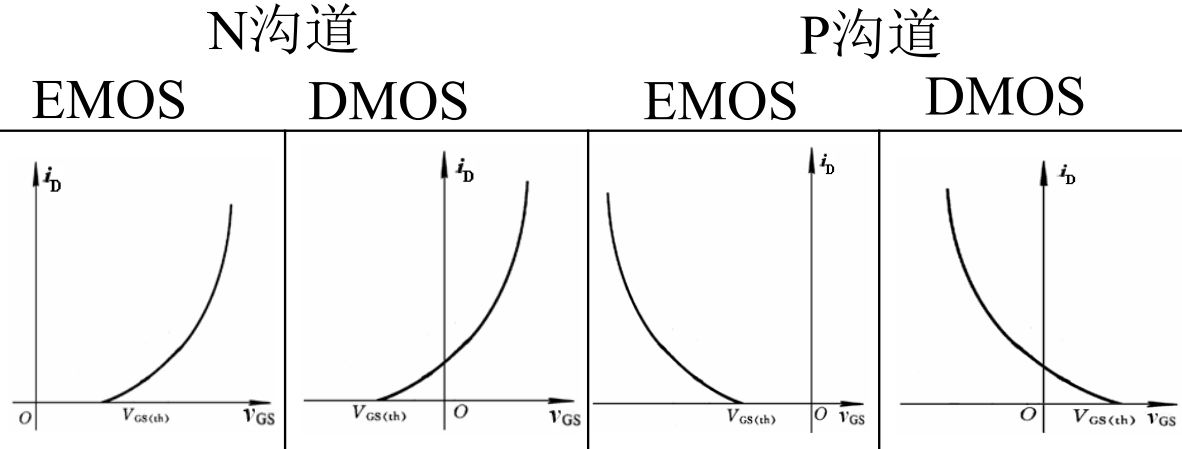 N沟道 P沟道
EMOS DMOS EMOS DMOS
iD iD iD iD
O VGS(th) vGS VGS(th) O vGS VGS(th) O vGS O VGS(th) vGS